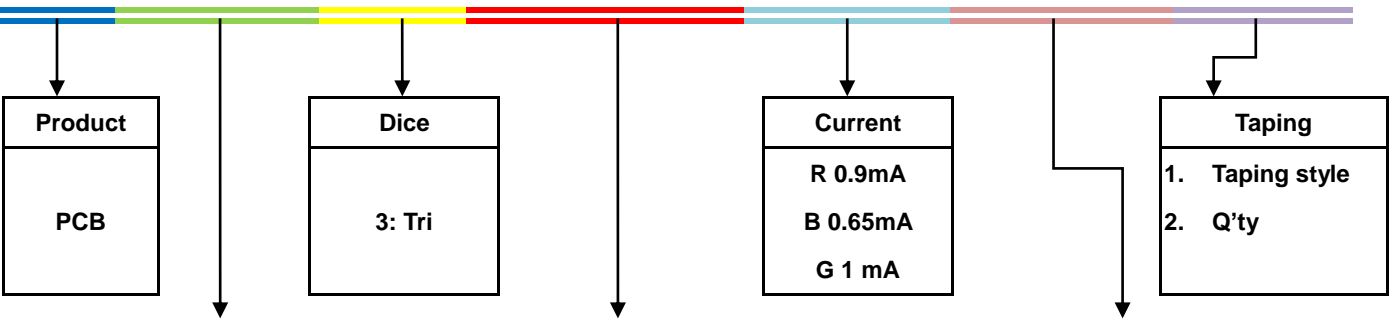 Product
PCB
Dice
3: Tri
Current
R 0.9mA
B 0.65mA
G 1 mA
Taping
1. Taping style
2. Q’ty